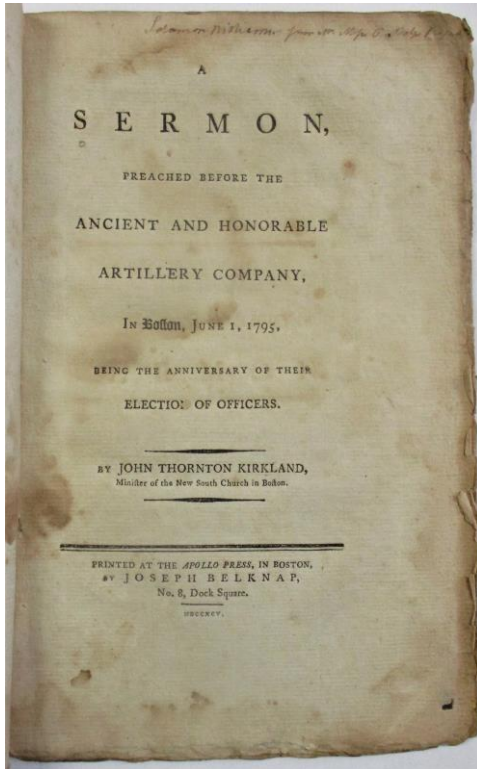 Solomon
A
SERMON,
PREACHED BEFORE THE
ANCIENT AND HONORABLE
ARTILLERY COMPANY,
IN Boſton, JUNE 1, 1795,
BEING THE ANNIVERSARY OF THEIR
ELECTIO: OF OFFICERS.
BY JOHN THORNTON KIRKLAND,
Miniſter of the New South Church in Boſton.
PRINTED AT THE APOLLO PRESS, IN BOSTON,
BY JOSEPH BELKNAP,
No. 8, Dock Square.
MDCCXCV.